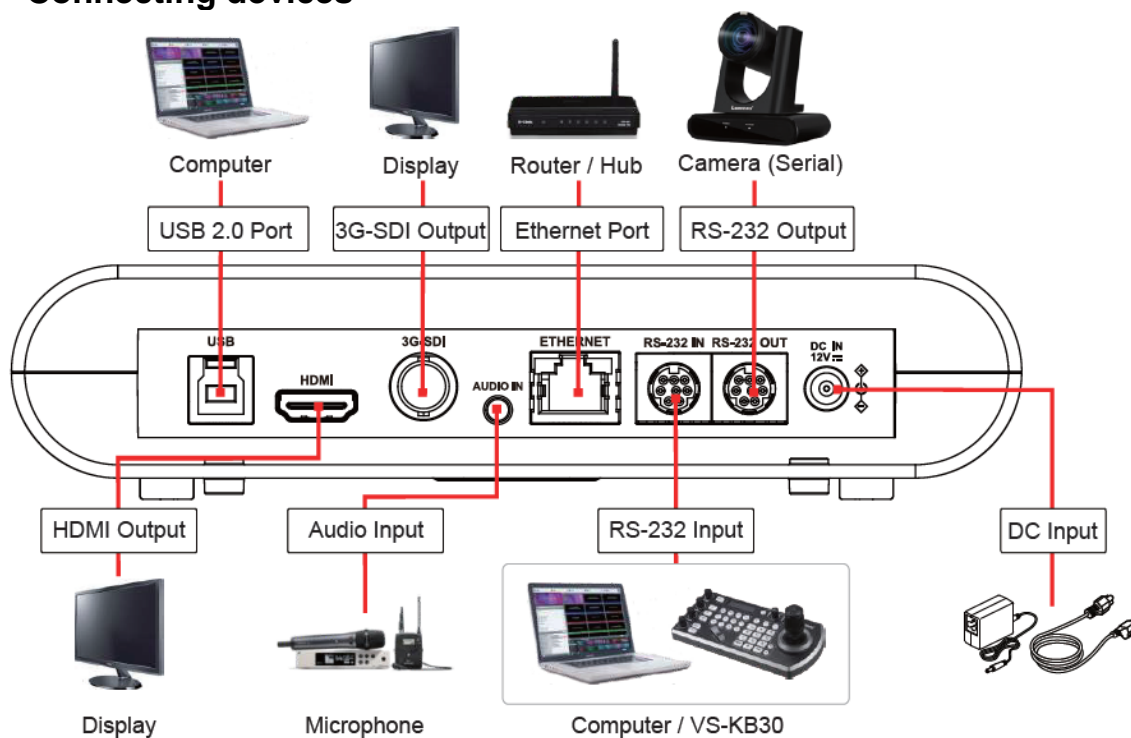 Connecting devices
Computer
Display
Router / Hub
Camera (Serial)
USB 2.0 Port
3G-SDI Output
Ethernet Port
RS-232 Output
USB
HDMI
3G-SDI
AUDIO IN
ETHERNET
RS-232 IN
RS-232 OUT
DC IN
12V
HDMI Output
Audio Input
RS-232 Input
DC Input
Display
Microphone
Computer / VS-KB30